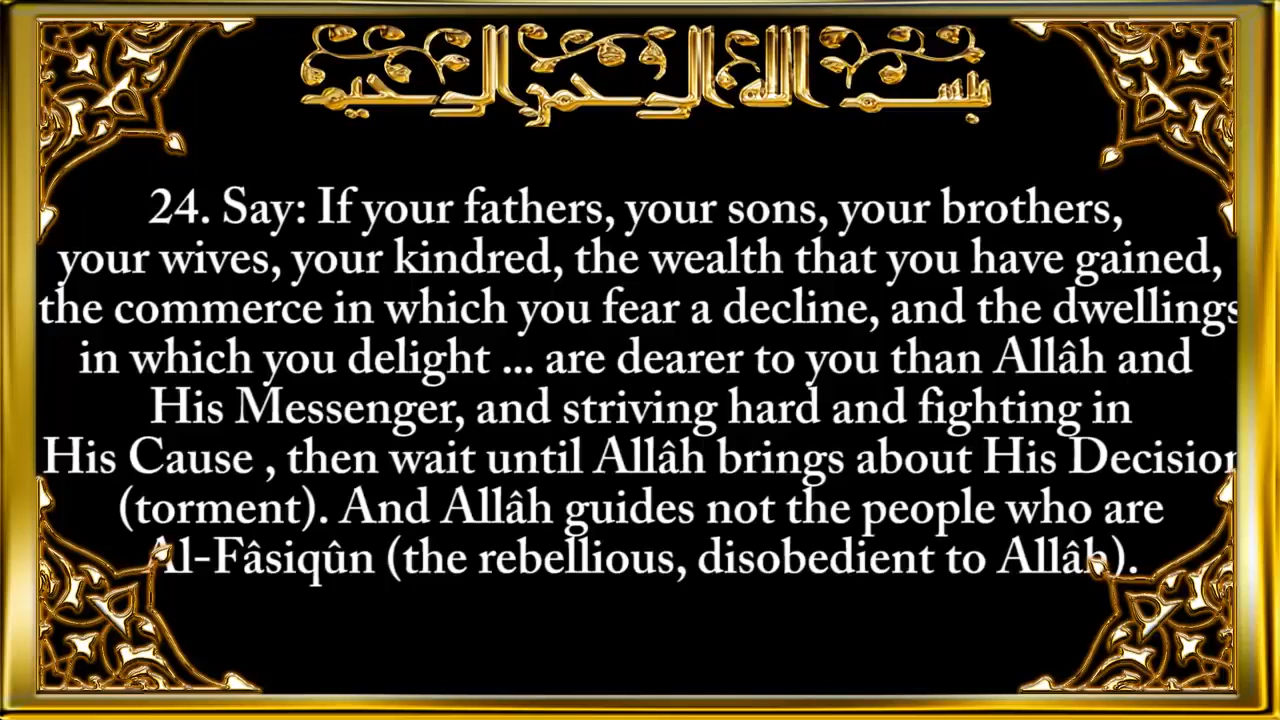 بسم الله الرحمن الرحيم
24. Say: If your fathers, your sons, your brothers,
your wives, your kindred, the wealth that you have gained,
the commerce in which you fear a decline, and the dwellings
in which you delight ... are dearer to you than Allâh and
His Messenger, and striving hard and fighting in
His Cause , then wait until Allâh brings about His Decision
(torment). And Allâh guides not the people who are
Al-Fâsiqûn (the rebellious, disobedient to Allâh).